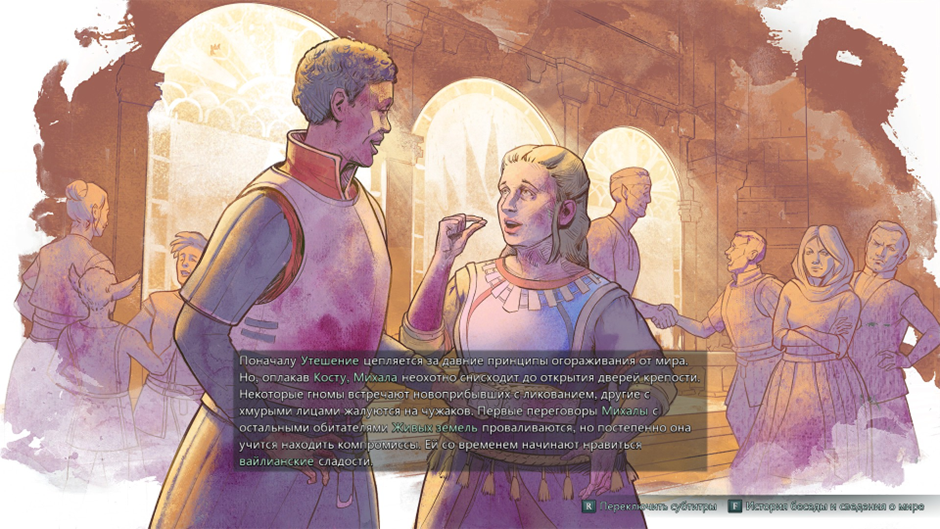 Поначалу Утешение цепляется за давние принципы огораживания от мира.
Но, оплакав Косту, Михала неохотно снисходит до открытия дверей крепости.
Некоторые гномы встречают новоприбывших с ликованием, другие с
хмурыми лицами жалуются на чужаков. Первые переговоры Михалы с
остальными обитателями Живых земель проваливаются, но постепенно она
учится находить компромиссы. Ей со временем начинают нравиться
вайлианские сладости.
R Переключить субтитры F История беседы и сведения о мире